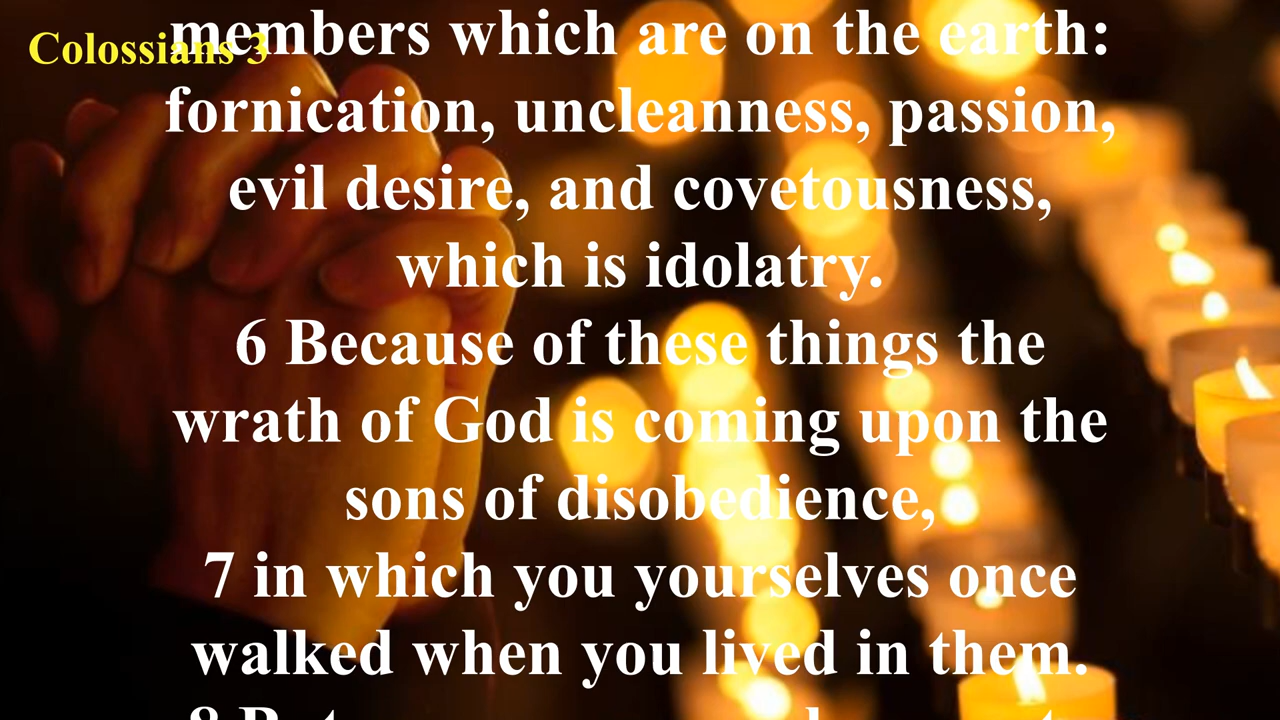 Colossians 3
members which are on the earth:
fornication, uncleanness, passion,
evil desire, and covetousness,
which is idolatry.
6 Because of these things the
wrath of God is coming upon the
sons of disobedience,
7 in which you yourselves once
walked when you lived in them.
8 But